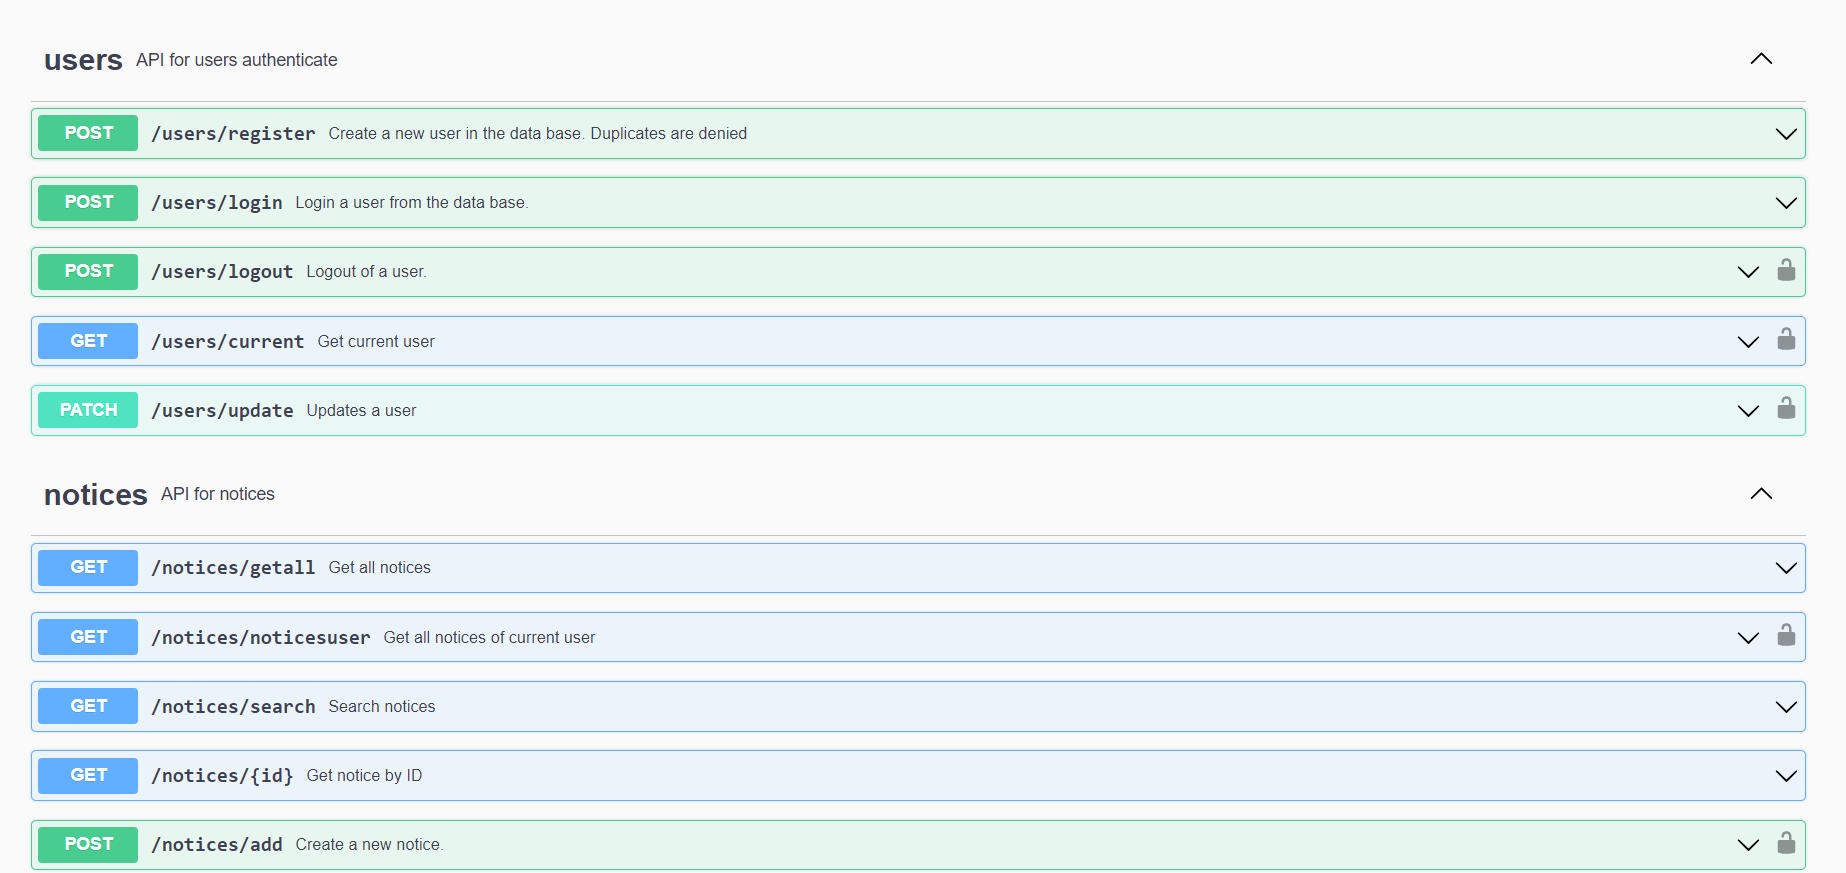 users API for users authenticate
POST /users/register Create a new user in the data base. Duplicates are denied
POST /users/login Login a user from the data base.
POST /users/logout Logout of a user.
GET /users/current Get current user
PATCH /users/update Updates a user
notices API for notices
GET /notices/getall Get all notices
GET /notices/noticesuser Get all notices of current user
GET /notices/search Search notices
GET /notices/{id} Get notice by ID
POST /notices/add Create a new notice.